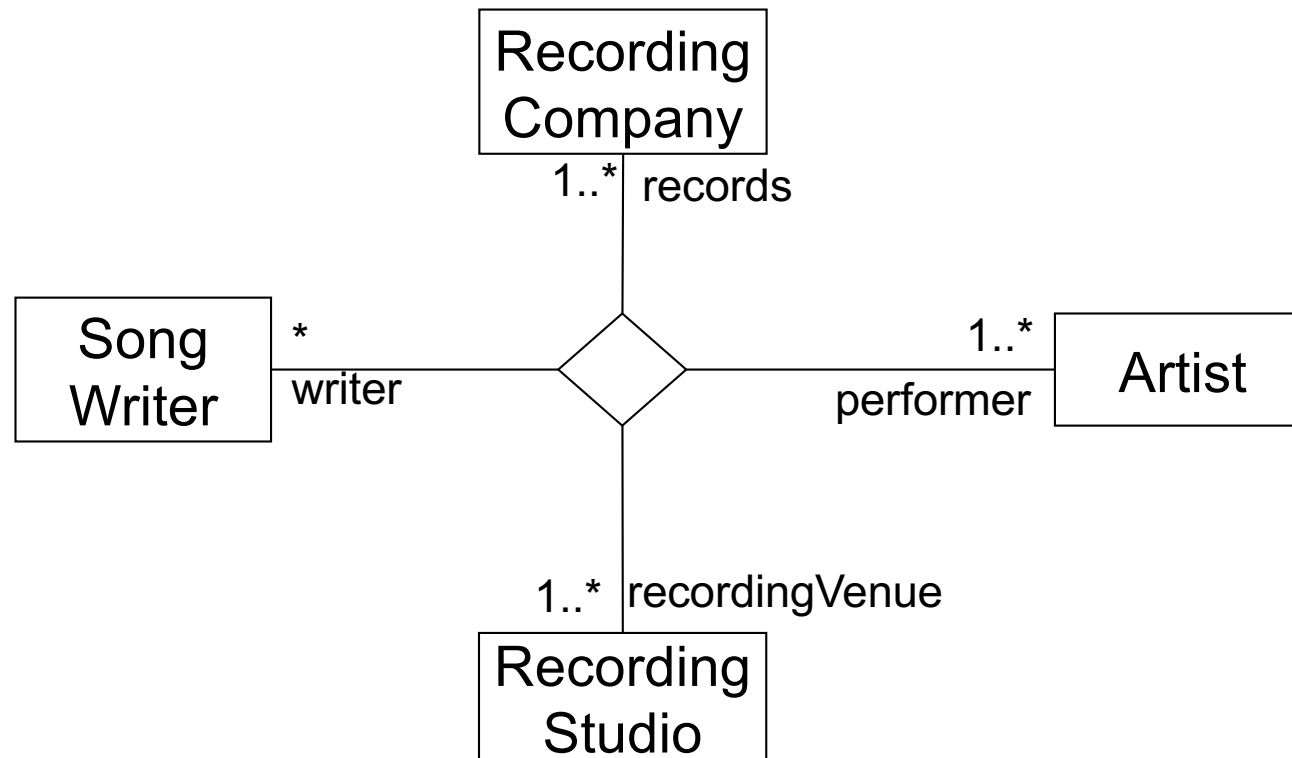 Recording
Company
1..* records
Song
Writer
*
writer
1..*
performer
Artist
1..* recordingVenue
Recording
Studio